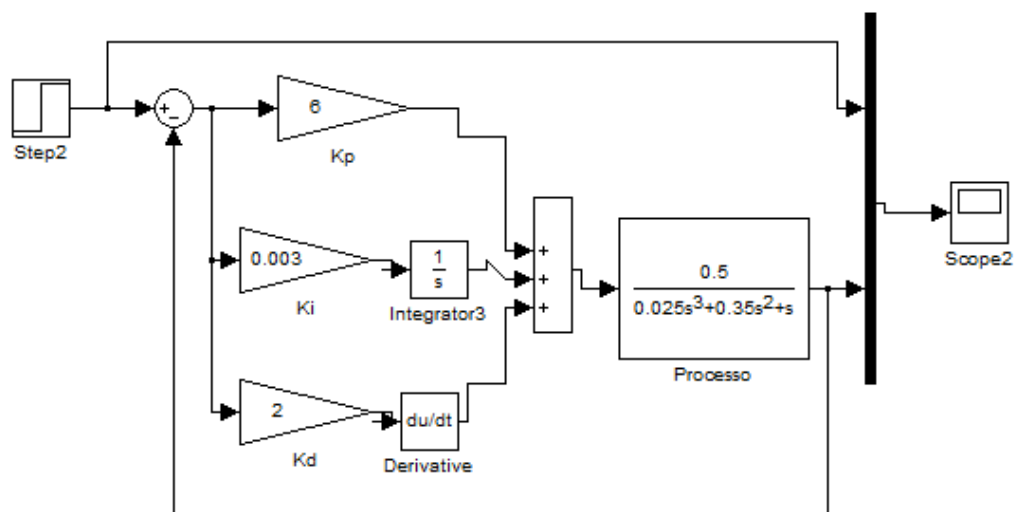 Step2
+
−
6
Kp
0.003
Ki
1
s
Integrator3
2
Kd
du/dt
Derivative
+
+
+
0.5
0.025s³+0.35s²+s
Processo
Scope2